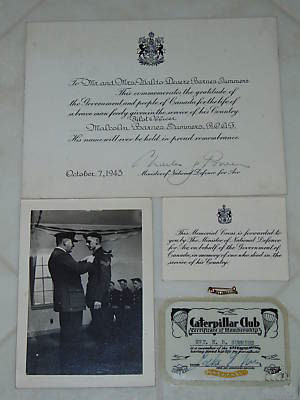 To Mr. and Mrs. Waldo Deere Barnes Summers
This commemorates the gratitude of
the Government and people of Canada for the life of
a brave man freely given in the service of his Country.
Pilot Officer
Malcolm Barnes Summers,
His name will ever be held in proud remembrance.
October 7, 1943
Minister of National Defence for Air
This Memorial Cross is forwarded to
you by The Minister of National Defence
for Air on behalf of the Government of
Canada, in memory of one who died in the
service of his Country.
Caterpillar Club
Certificate of Membership